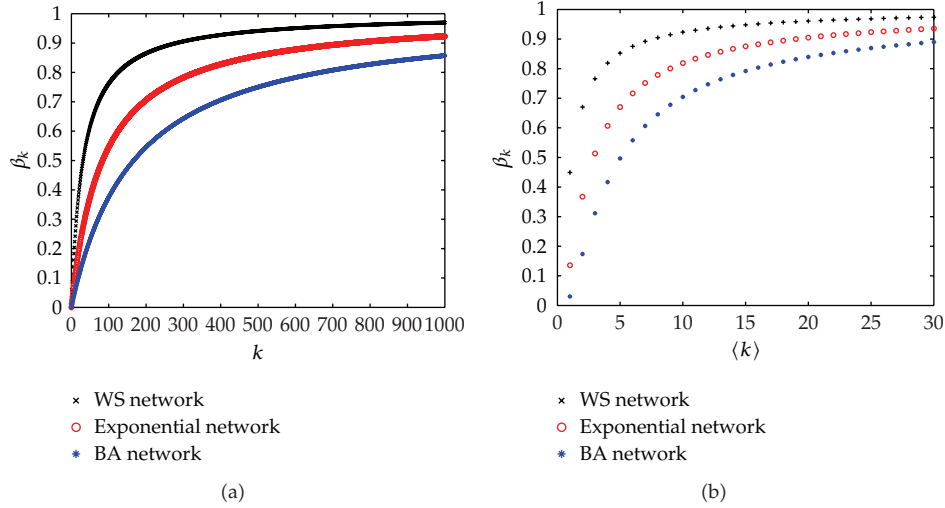 1
0.9
0.8
0.7
0.6
0.5
0.4
0.3
0.2
0.1
0
βk
0 100 200 300 400 500 600 700 800 900 1000
k
× WS network
○ Exponential network
* BA network
(a)
1
0.9
0.8
0.7
0.6
0.5
0.4
0.3
0.2
0.1
0
βk
0 5 10 15 20 25 30
⟨k⟩
+ WS network
○ Exponential network
* BA network
(b)